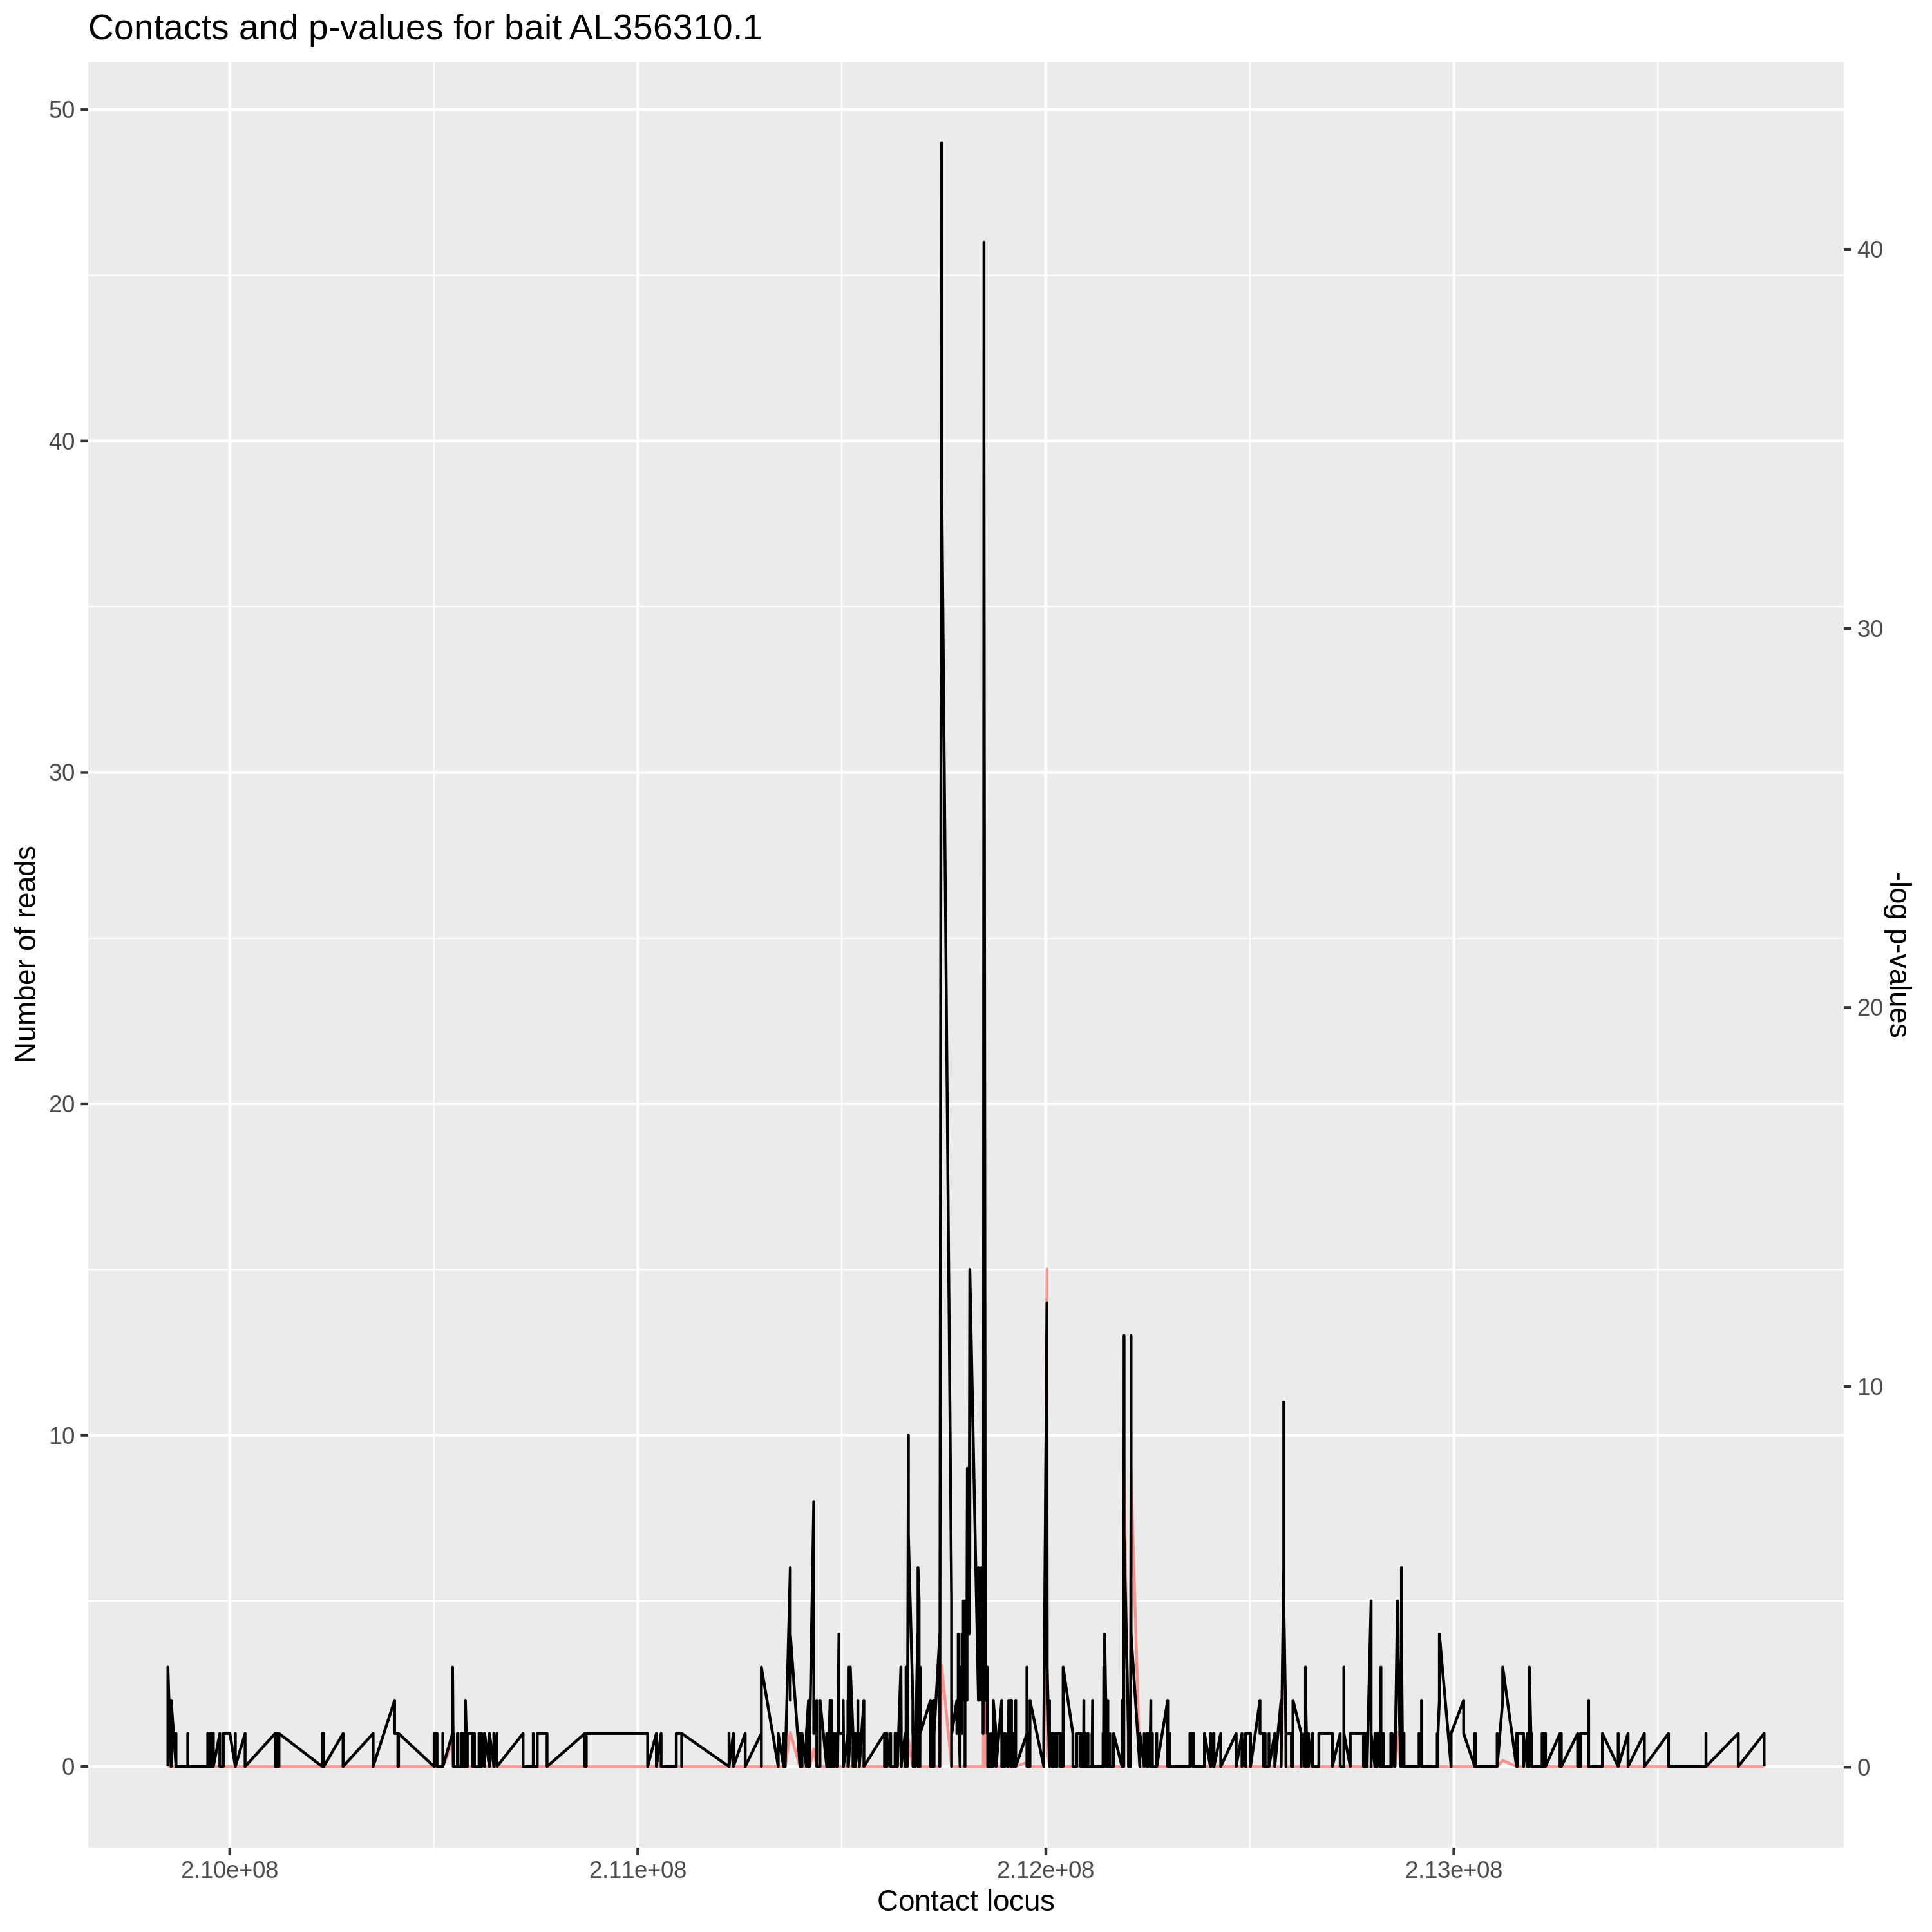 Contacts and p-values for bait AL356310.1
50
40
30
20
10
0
Number of reads
40
30
20
10
0
-log p-values
2.10e+08
2.11e+08
2.12e+08
2.13e+08
Contact locus